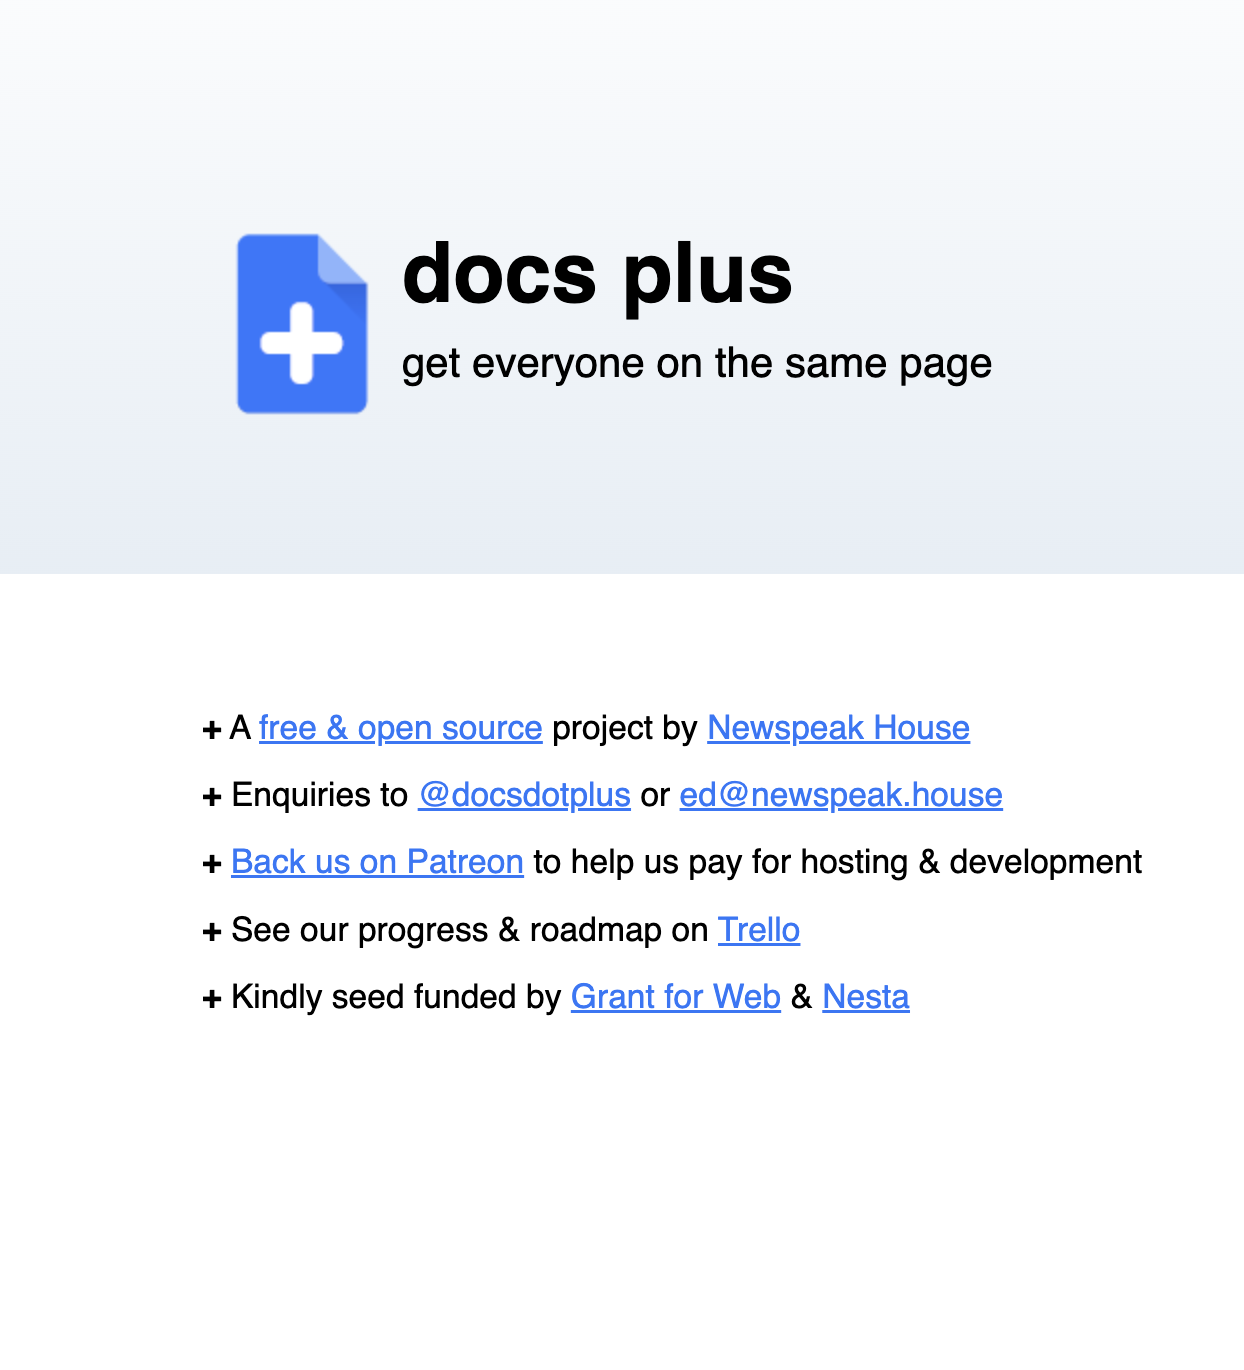 docs plus
get everyone on the same page
+ A free & open source project by Newspeak House
+ Enquiries to @docsdotplus or ed@newspeak.house
+ Back us on Patreon to help us pay for hosting & development
+ See our progress & roadmap on Trello
+ Kindly seed funded by Grant for Web & Nesta